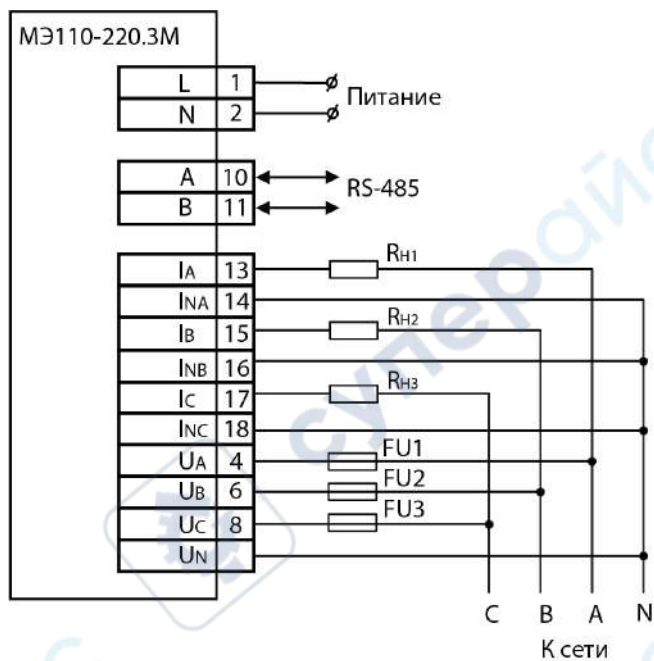 МЭ110-220.3М
L 1
N 2
Питание
A 10
B 11
RS-485
IA 13
RН1
INA 14
IB 15
RН2
INB 16
IC 17
RН3
INC 18
UA 4
FU1
UB 6
FU2
UC 8
FU3
UN
C B A N
К сети
суперайс